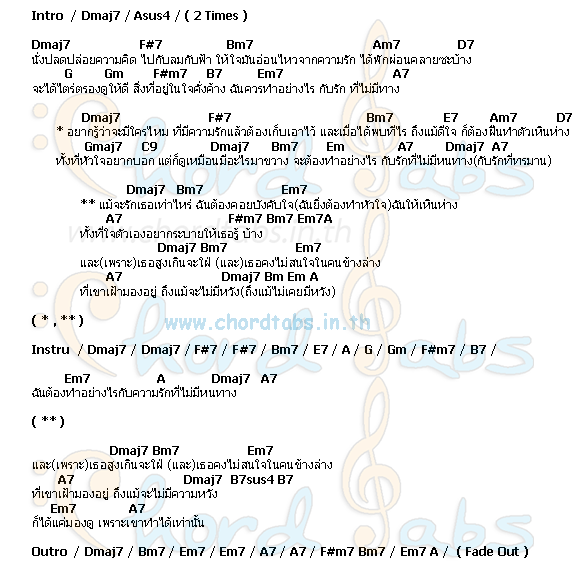 Intro / Dmaj7 / Asus4 / ( 2 Times )
Dmaj7 F#7 Bm7 Am7 D7
นั่งปลดปล่อยความคิด ไปกับลมกับฟ้า ให้ใจมันอ่อนไหวจากความรัก ได้พักผ่อนคลายซะบ้าง
G Gm F#m7 B7 Em7 A7
จะได้ไตร่ตรองดูให้ดี สิ่งที่อยู่ในใจคั่งค้าง ฉันควรทำอย่างไร กับรัก ที่ไม่มีทาง
Dmaj7 F#7 Bm7 E7 Am7 D7
* อยากรู้ว่าจะมีใครไหม ที่มีความรักแล้วต้องเก็บเอาไว้ และเมื่อได้พบที่ไร ถึงแม้ดีใจ ก็ต้องฝืนทำตัวเหินห่าง
Gmaj7 C9 Dmaj7 Bm7 Em A7 Dmaj7 A7
ทั้งที่หัวใจอยากบอก แต่ก็ดูเหมือนมีอะไรมาขวาง จะต้องทำอย่างไร กับรักที่ไม่มีหนทาง(กับรักที่ทรมาน)
Dmaj7 Bm7 Em7
** แม้จะรักเธอเท่าไหร่ ฉันต้องคอยบังคับใจ(ฉันยิ่งต้องทำหัวใจ)ฉันให้เหินห่าง
A7 F#m7 Bm7 Em7A7
ทั้งที่ใจตัวเองอยากระบายให้เธอรู้ บ้าง
Dmaj7 Bm7 Em7
และ(เพราะ)เธอสูงเกินจะใฝ่ (และ)เธอคงไม่สนใจในคนข้างล่าง
A7 Dmaj7 Bm Em A
ที่เขาเฝ้ามองอยู่ ถึงแม้จะไม่มีหวัง(ถึงแม้ไม่เคยมีหวัง)
( * , ** )
www.chordtabs.in.th
Instru / Dmaj7 / Dmaj7 / F#7 / F#7 / Bm7 / E7 / A / G / Gm / F#m7 / B7 /
Em7 A Dmaj7 A7
ฉันต้องทำอย่างไรกับความรักที่ไม่มีหนทาง
( ** )
Dmaj7 Bm7 Em7
และ(เพราะ)เธอสูงเกินจะใฝ่ (และ)เธอคงไม่สนใจในคนข้างล่าง
A7 Dmaj7 B7sus4 B7
ที่เขาเฝ้ามองอยู่ ถึงแม้จะไม่มีความหวัง
Em7 A7
ก็ได้แค่มองดู เพราะเขาทำได้เท่านั้น
Outro / Dmaj7 / Bm7 / Em7 / Em7 / A7 / A7 / F#m7 Bm7 / Em7 A / ( Fade Out )